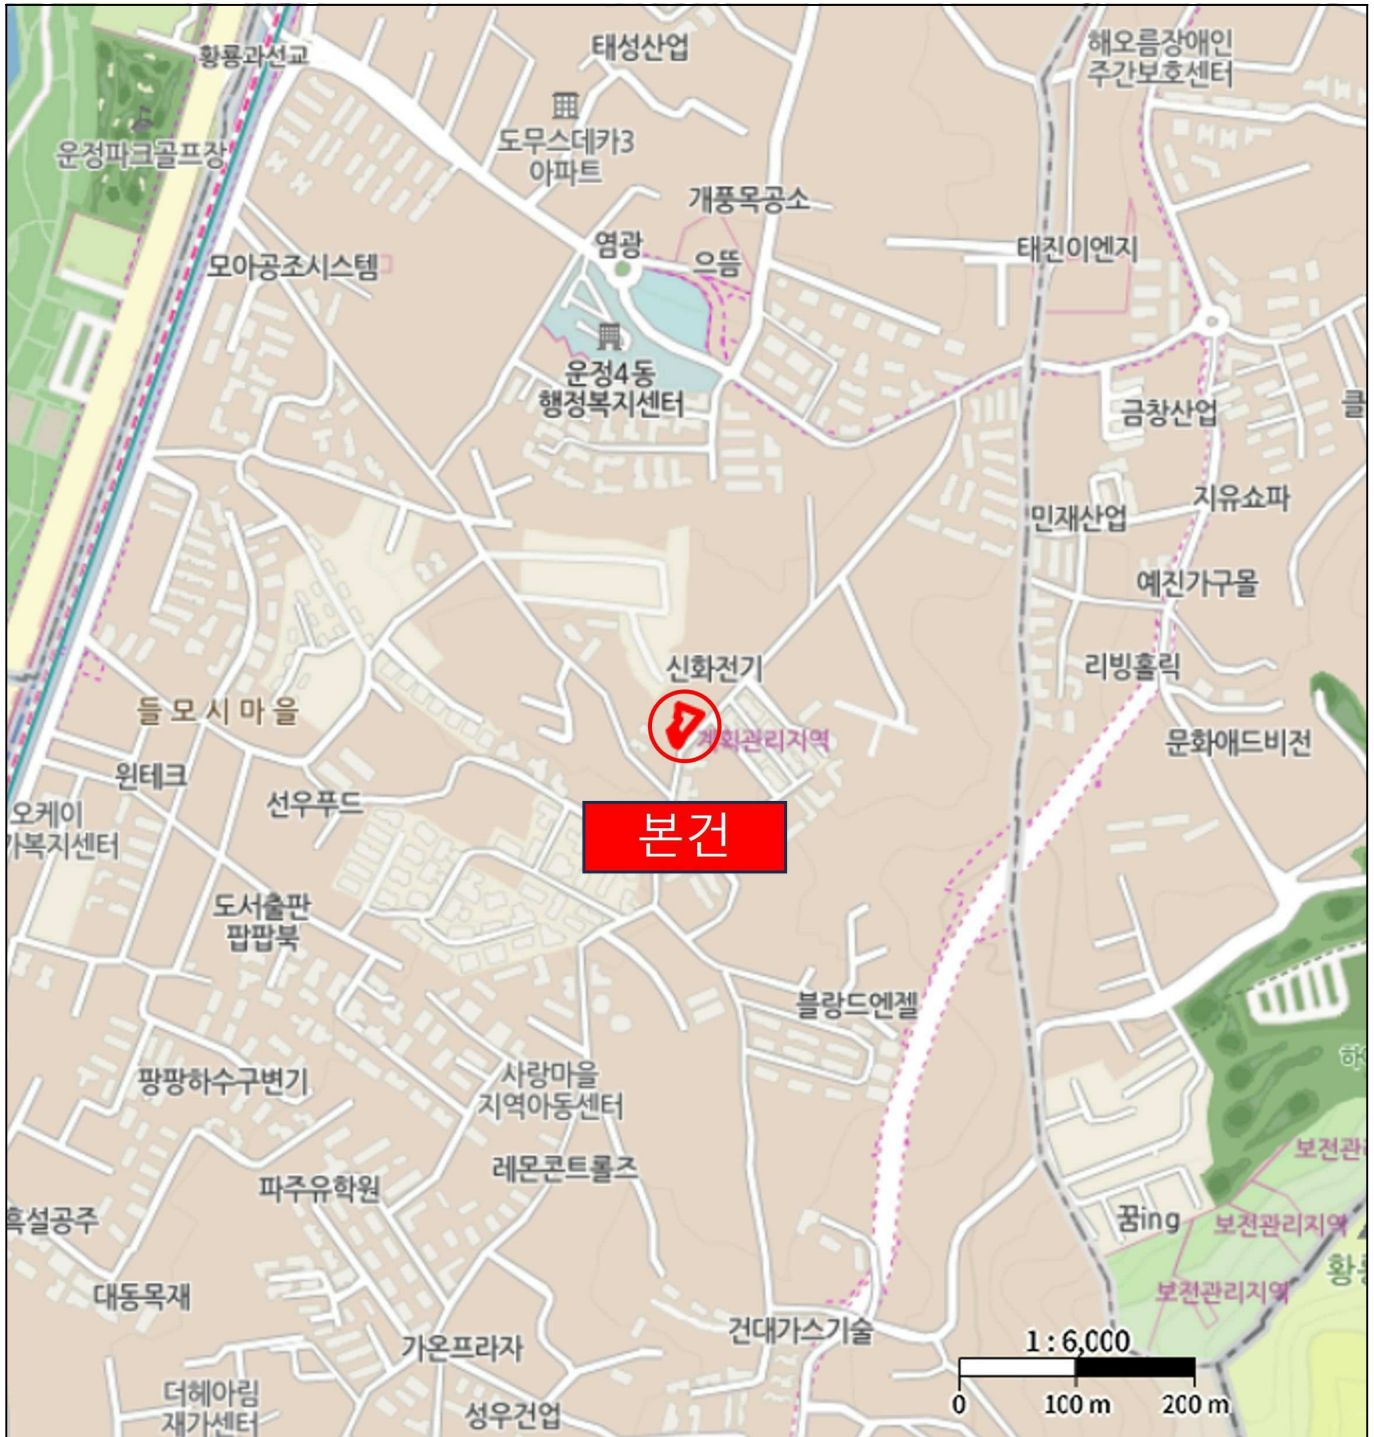 황룡과선교
태성산업
해오름장애인
주간보호센터
운정파크골프장
도무스데카3
아파트
개풍목공소
모아공조시스템
염광
으뜸
태진이엔지
운정4동
행정복지센터
금창산업
클
민재산업
지유쇼파
예진가구몰
신화전기
리빙홀릭
들모시마을
계획관리지역
문화애드비전
윈테크
선우푸드
오케이
가복지센터
본건
도서출판
팝팝북
블랑드엔젤
팡팡하수구변기
사랑마을
지역아동센터
하
보전관
레몬콘트롤즈
파주유학원
흑설공주
꿈ing
보전관리지역
황룡
대동목재
보전관리지역
건대가스기술
가온프라자
1 : 6,000
0 100 m 200 m
더헤아림
재가센터
성우건업